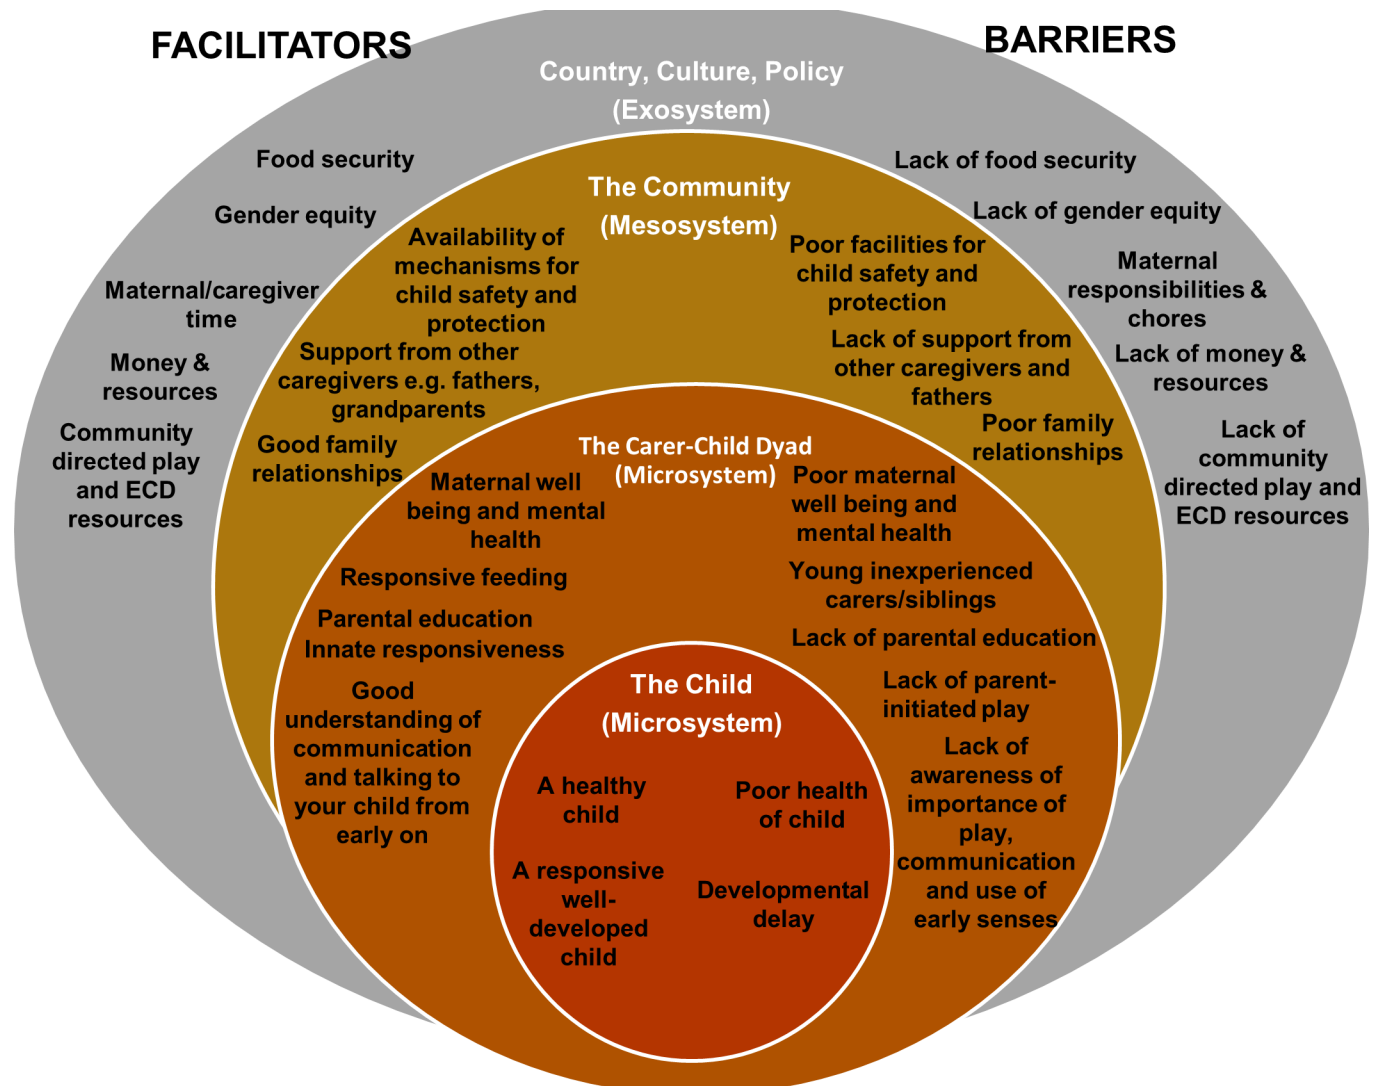 FACILITATORS
BARRIERS
Country, Culture, Policy
(Exosystem)
Food security
Gender equity
Maternal/caregiver
time
Money &
resources
Community
directed play
and ECD
resources
Lack of food security
Lack of gender equity
Maternal
responsibilities &
chores
Lack of money &
resources
Lack of
community
directed play and
ECD resources
The Community
(Mesosystem)
Availability of
mechanisms for
child safety and
protection
Support from other
caregivers e.g. fathers,
grandparents
Good family
relationships
Poor facilities for
child safety and
protection
Lack of support from
other caregivers and
fathers
Poor family
relationships
The Carer-Child Dyad
(Microsystem)
Maternal well
being and mental
health
Responsive feeding
Parental education
Innate responsiveness
Good
understanding of
communication
and talking to
your child from
early on
Poor maternal
well being and
mental health
Young inexperienced
carers/siblings
Lack of parental education
Lack of parent-
initiated play
Lack of
awareness of
importance of
play,
communication
and use of
early senses
The Child
(Microsystem)
A healthy
child
A responsive
well-
developed
child
Poor health
of child
Developmental
delay